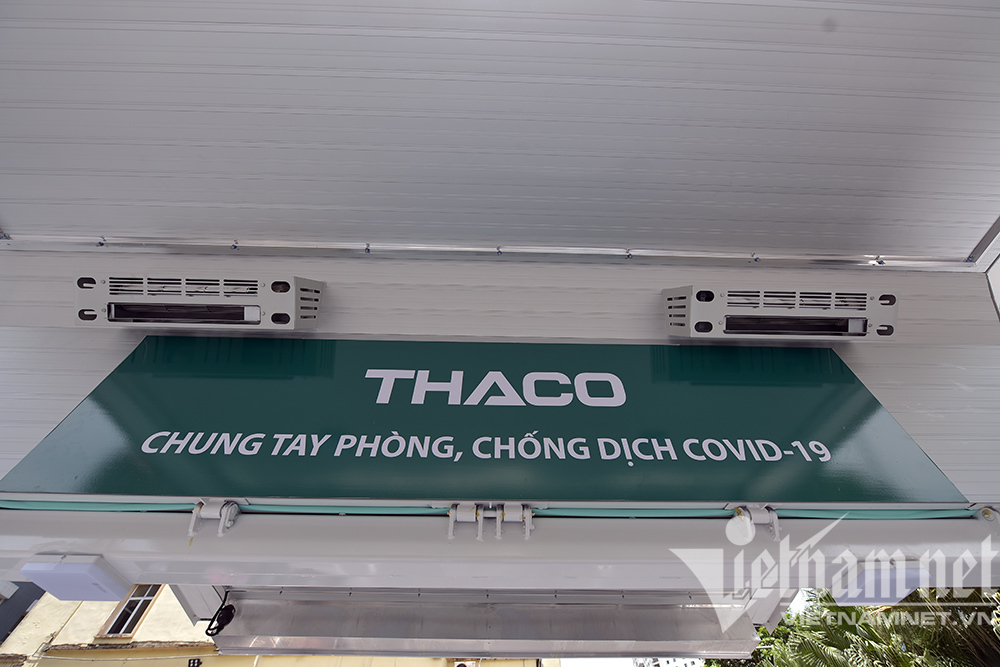 THACO
CHUNG TAY PHÒNG, CHỐNG DỊCH COVID-19
Vietnamnet
VIETNAMNET.VN